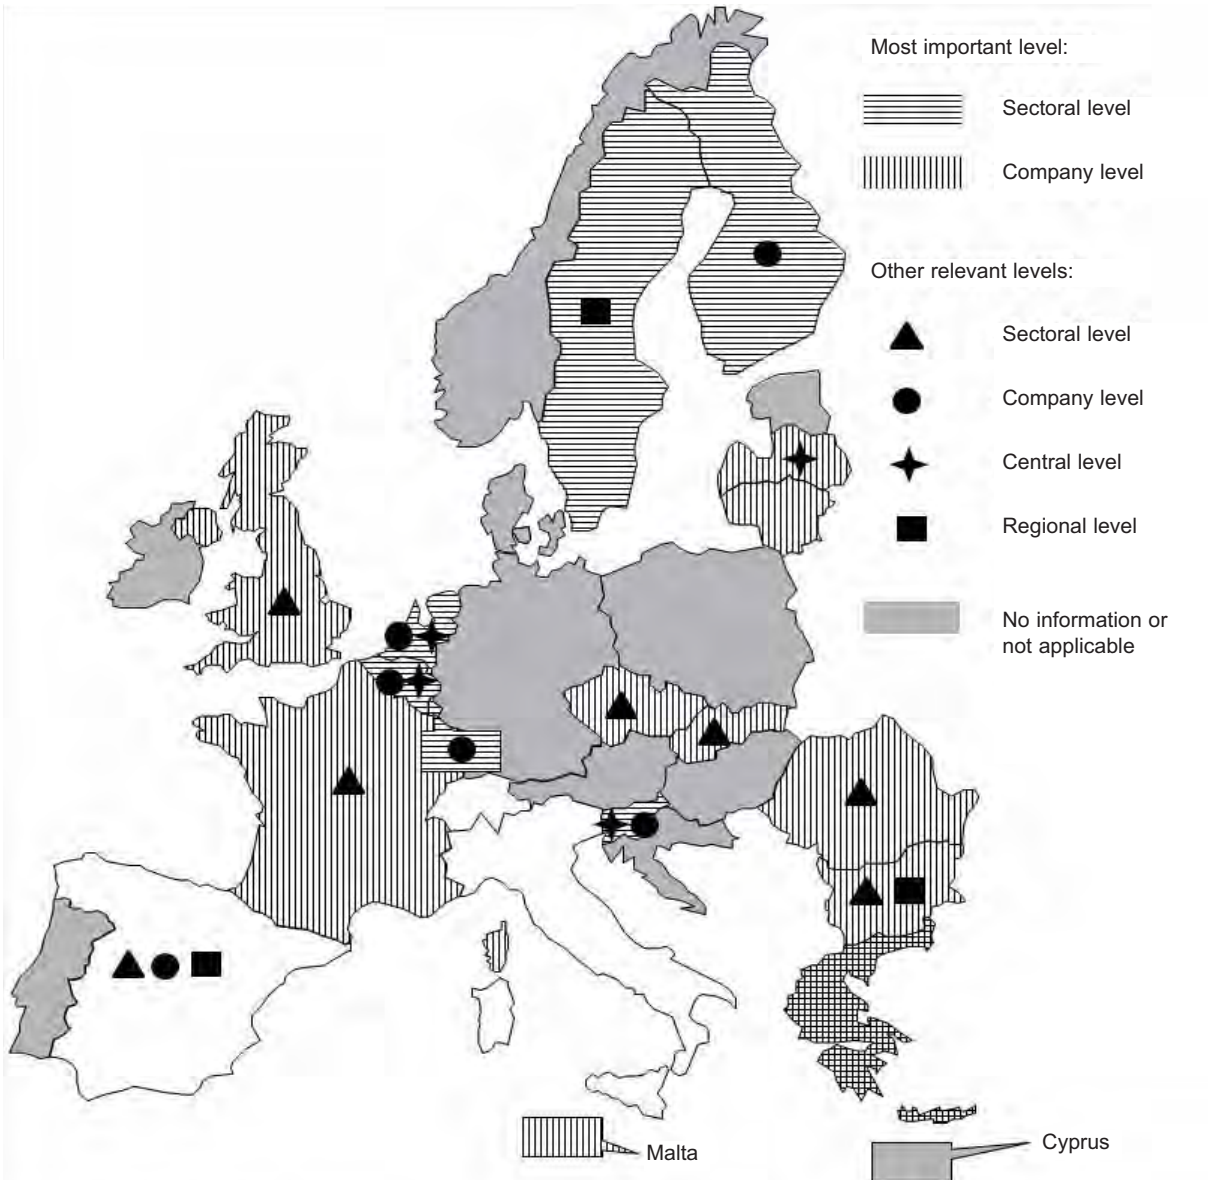 Most important level:
Sectoral level
Company level
Other relevant levels:
Sectoral level
Company level
Central level
Regional level
No information or
not applicable
Malta
Cyprus